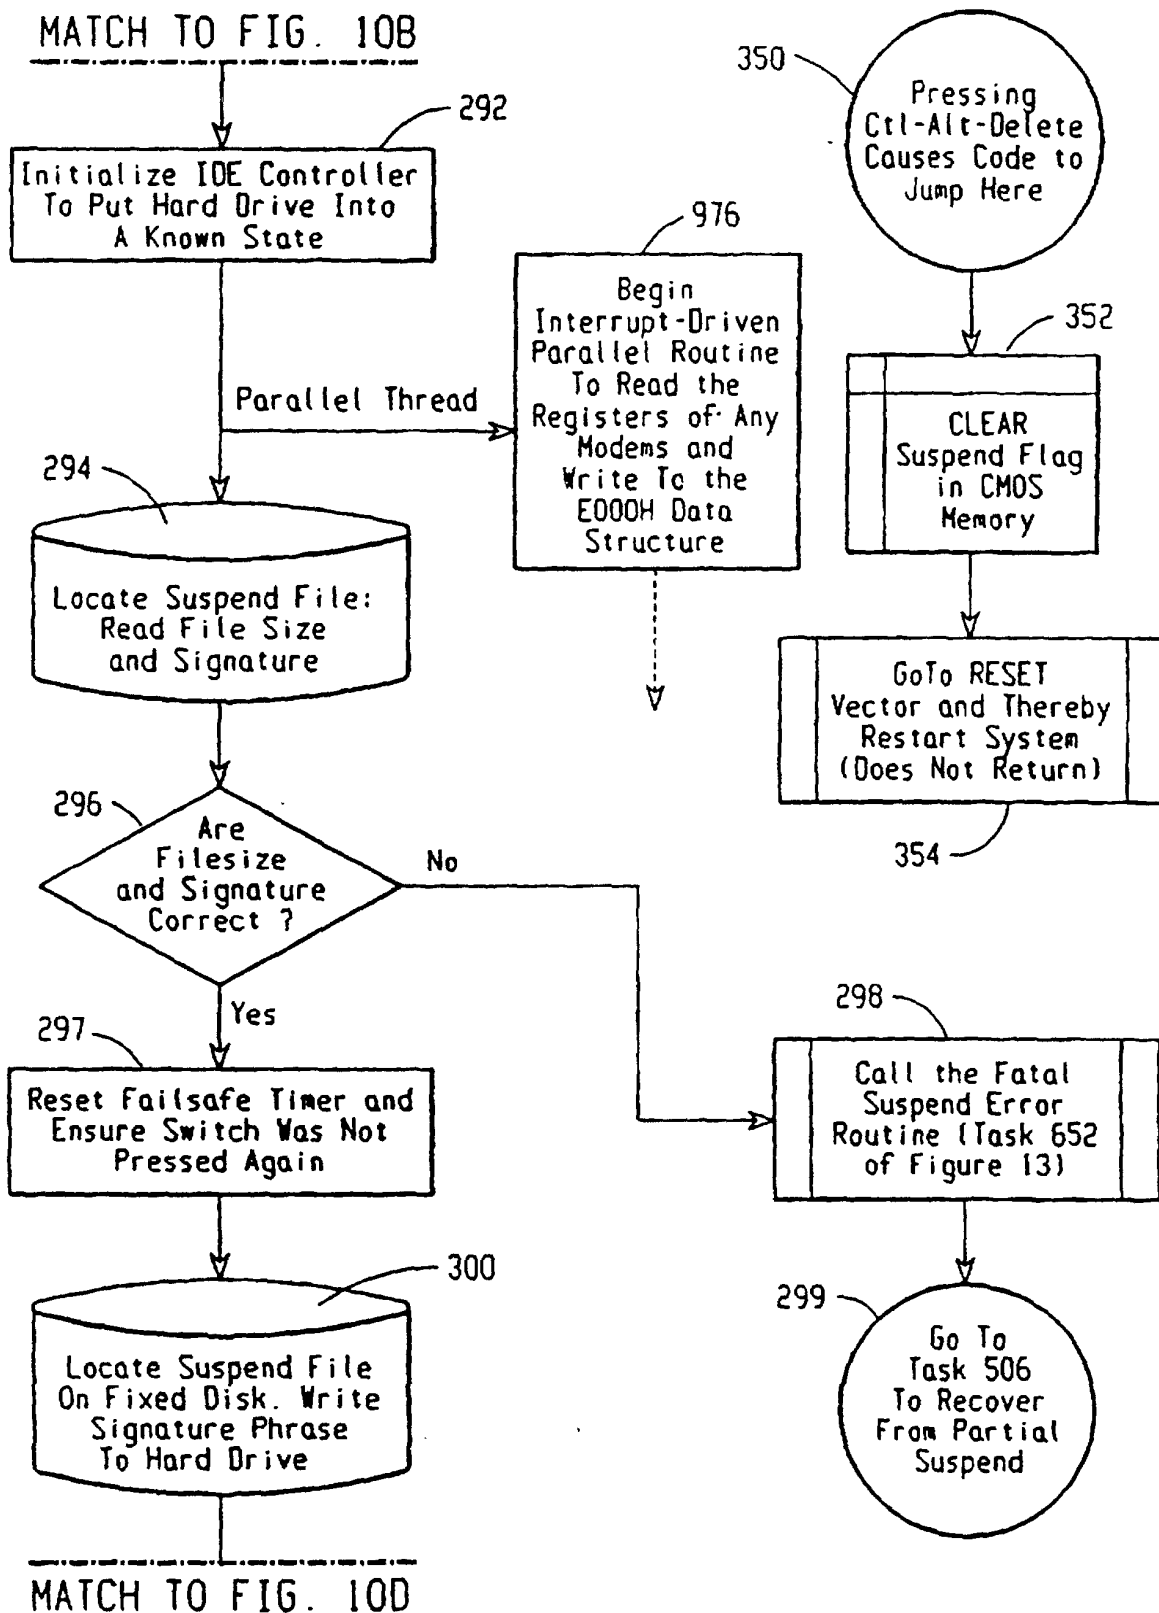 MATCH TO FIG. 10B
292
Initialize IDE Controller
To Put Hard Drive Into
A Known State
976
Begin
Interrupt-Driven
Parallel Routine
To Read the
Registers of Any
Modems and
Write To the
E000H Data
Structure
Parallel Thread
294
Locate Suspend File:
Read File Size
and Signature
296
Are
Filesize
and Signature
Correct ?
No
Yes
297
Reset Failsafe Timer and
Ensure Switch Was Not
Pressed Again
300
Locate Suspend File
On Fixed Disk. Write
Signature Phrase
To Hard Drive
MATCH TO FIG. 10D
350
Pressing
Ctl-Alt-Delete
Causes Code to
Jump Here
352
CLEAR
Suspend Flag
in CMOS
Memory
GoTo RESET
Vector and Thereby
Restart System
(Does Not Return)
354
298
Call the Fatal
Suspend Error
Routine (Task 652
of Figure 13)
299
Go To
Task 506
To Recover
From Partial
Suspend